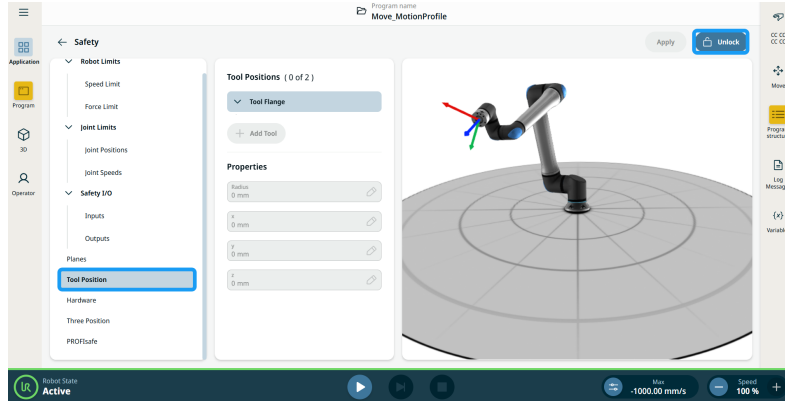 Program name
Move_MotionProfile
Safety
Apply
Unlock
Application
Program
3D
Operator
Robot Limits
Speed Limit
Force Limit
Joint Limits
Joint Positions
Joint Speeds
Safety I/O
Inputs
Outputs
Planes
Tool Position
Hardware
Three Position
PROFIsafe
Tool Positions ( 0 of 2 )
Tool Flange
+ Add Tool
Properties
Radius
0 mm
x
0 mm
y
0 mm
0 mm
Move
Log
{x}
Robot State
Active
Max
-1000.00 mm/s
Speed
100 %
UR